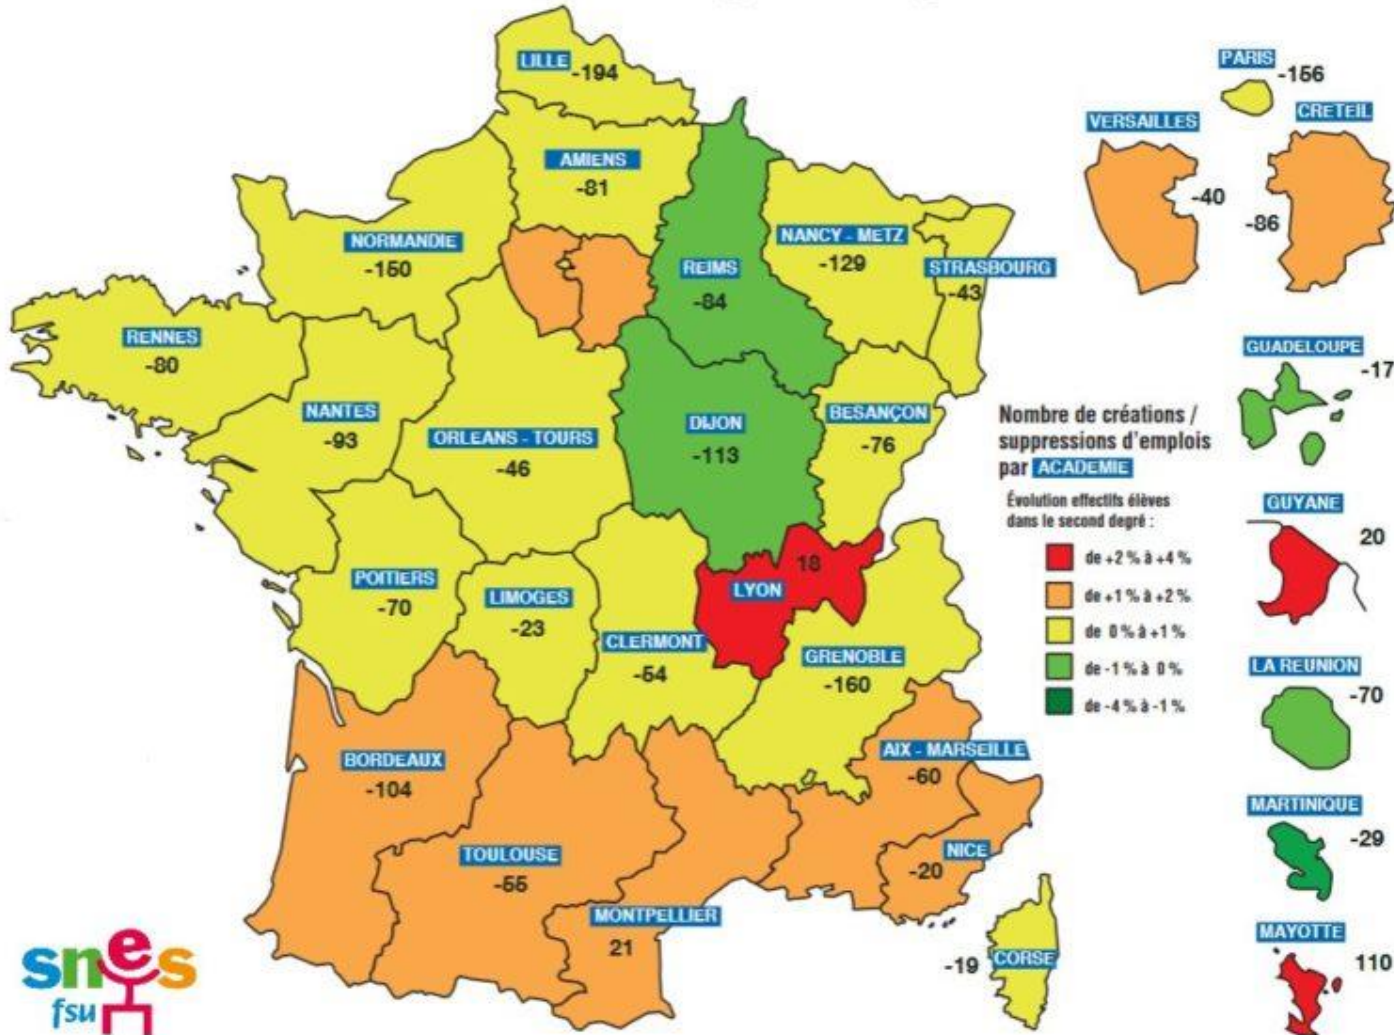 LILLE
-194
PARIS
-156
VERSAILLES
-40
CRETEIL
-86
AMIENS
-81
NORMANDIE
-150
REIMS
-84
NANCY - METZ
-129
STRASBOURG
-43
RENNES
-80
NANTES
-93
ORLEANS - TOURS
-46
DIJON
-113
BESANÇON
-76
GUADELOUPE
-17
Nombre de créations /
suppressions d'emplois
par ACADEMIE
Évolution effectifs élèves
dans le second degré :
de +2 % à +4 %
de +1 % à +2 %
de 0 % à +1 %
de -1 % à 0 %
de -4 % à -1 %
GUYANE
20
POITIERS
-70
LIMOGES
-23
CLERMONT
-54
LYON
18
GRENOBLE
-160
LA REUNION
-70
BORDEAUX
-104
TOULOUSE
-55
MONTPELLIER
21
AIX - MARSEILLE
-60
NICE
-20
CORSE
-19
MARTINIQUE
-29
MAYOTTE
110
snes
fsu